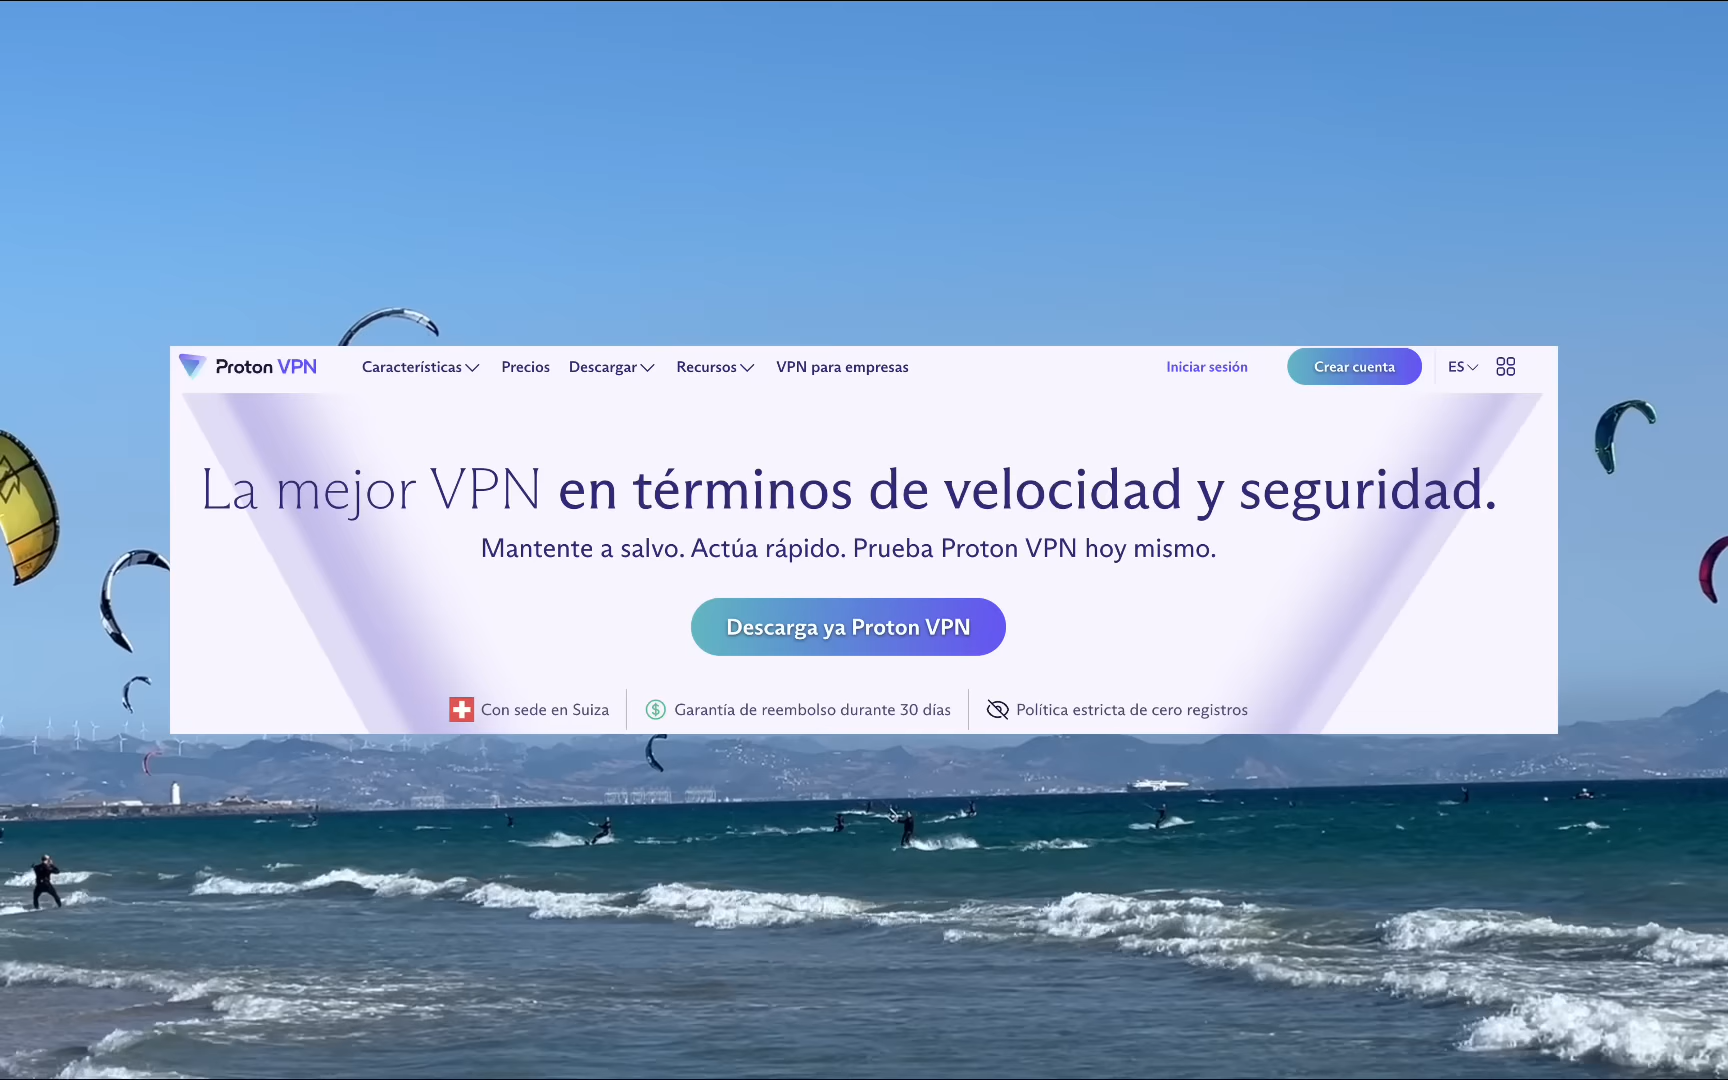 Proton VPN
Características Precios Descargar Recursos VPN para empresas Iniciar sesión Crear cuenta ES
La mejor VPN en términos de velocidad y seguridad.
Mantente a salvo. Actúa rápido. Prueba Proton VPN hoy mismo.
Descarga ya Proton VPN
Con sede en Suiza
Garantía de reembolso durante 30 días
Política estricta de cero registros